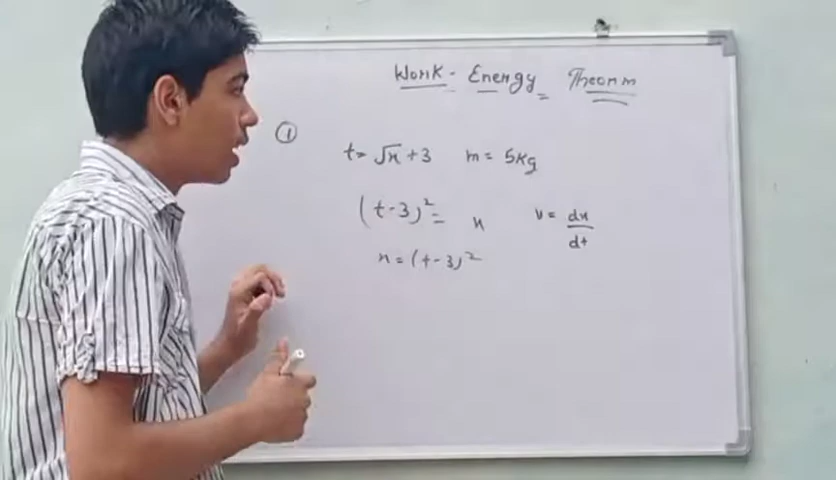 Work - Energy Theorm
① t = √x + 3 m = 5kg
(t-3)² = x v = dx/dt
x = (t-3)²